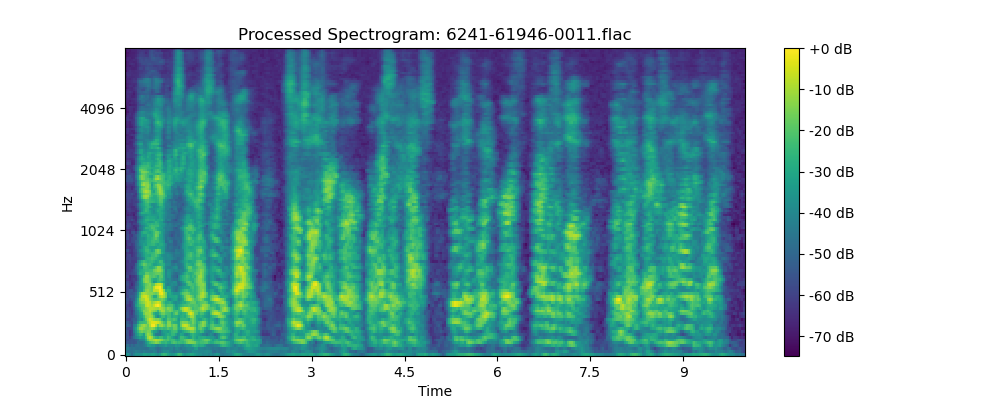 Processed Spectrogram: 6241-61946-0011.flac
+0 dB
-10 dB
-20 dB
-30 dB
-40 dB
-50 dB
-60 dB
-70 dB
4096
2048
1024
512
0
Hz
0 1.5 3 4.5 6 7.5 9
Time